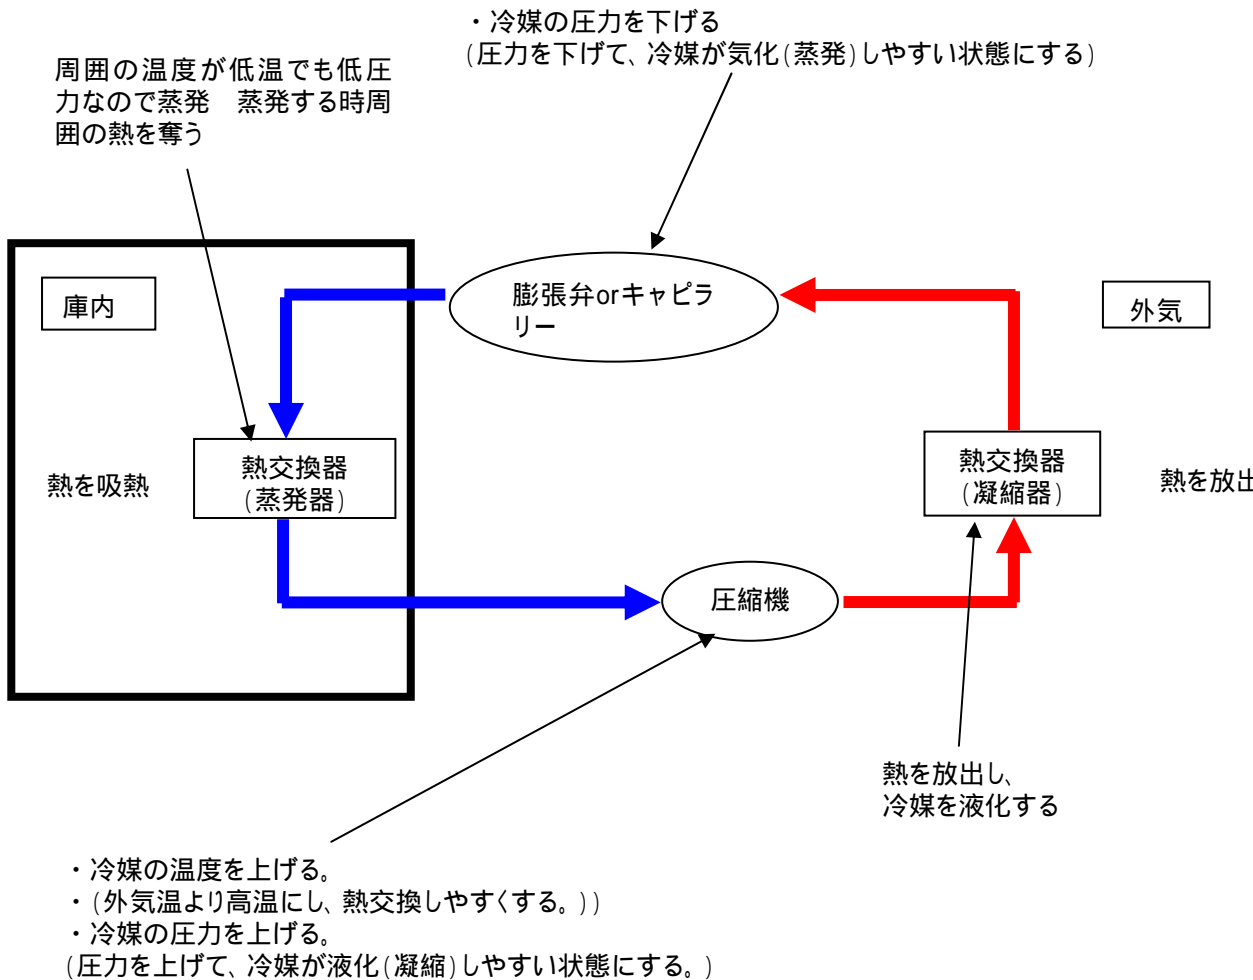 ・冷媒の圧力を下げる
(圧力を下げて、冷媒が気化(蒸発)しやすい状態にする)
周囲の温度が低温でも低圧
力なので蒸発　蒸発する時周
囲の熱を奪う
庫内
膨張弁orキャピラ
リー
外気
熱を吸熱
熱交換器
(蒸発器)
熱交換器
(凝縮器)
熱を放出
圧縮機
熱を放出し、
冷媒を液化する
・冷媒の温度を上げる。
・(外気温より高温にし、熱交換しやすくする。))
・冷媒の圧力を上げる。
(圧力を上げて、冷媒が液化(凝縮)しやすい状態にする。)